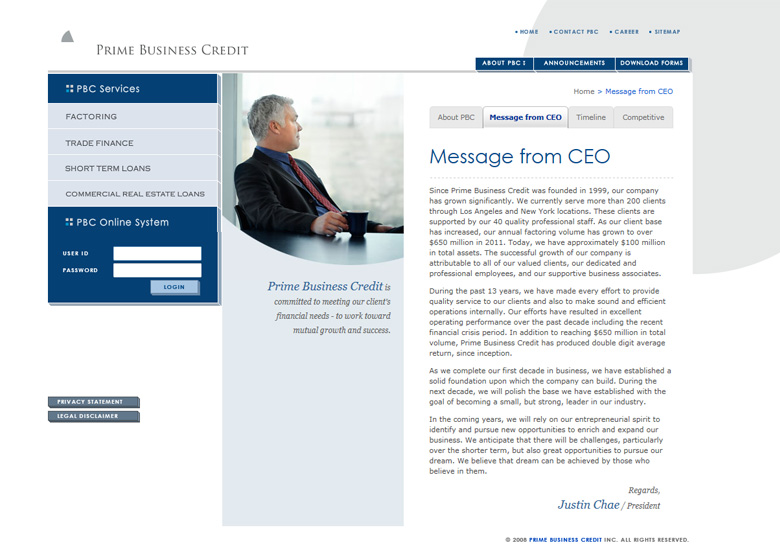 HOME CONTACT PBC CAREER SITEMAP
PRIME BUSINESS CREDIT
ABOUT PBC ANNOUNCEMENTS DOWNLOAD FORMS
PBC Services
FACTORING
TRADE FINANCE
SHORT TERM LOANS
COMMERCIAL REAL ESTATE LOANS
PBC Online System
USER ID
PASSWORD
LOGIN
PRIVACY STATEMENT
LEGAL DISCLAIMER
Prime Business Credit is
committed to meeting our client's
financial needs - to work toward
mutual growth and success.
Home > Message from CEO
About PBC Message from CEO Timeline Competitive
Message from CEO
Since Prime Business Credit was founded in 1999, our company
has grown significantly. We currently serve more than 200 clients
through Los Angeles and New York locations. These clients are
supported by our 40 quality professional staff. As our client base
has increased, our annual factoring volume has grown to over
$650 million in 2011. Today, we have approximately $100 million
in total assets. The successful growth of our company is
attributable to all of our valued clients, our dedicated and
professional employees, and our supportive business associates.
During the past 13 years, we have made every effort to provide
quality service to our clients and also to make sound and efficient
operations internally. Our efforts have resulted in excellent
operating performance over the past decade including the recent
financial crisis period. In addition to reaching $650 million in total
volume, Prime Business Credit has produced double digit average
return, since inception.
As we complete our first decade in business, we have established a
solid foundation upon which the company can build. During the
next decade, we will polish the base we have established with the
goal of becoming a small, but strong, leader in our industry.
In the coming years, we will rely on our entrepreneurial spirit to
identify and pursue new opportunities to enrich and expand our
business. We anticipate that there will be challenges, particularly
over the shorter term, but also great opportunities to pursue our
dream. We believe that dream can be achieved by those who
believe in them.
Regards,
Justin Chae / President
© 2008 PRIME BUSINESS CREDIT INC. ALL RIGHTS RESERVED.